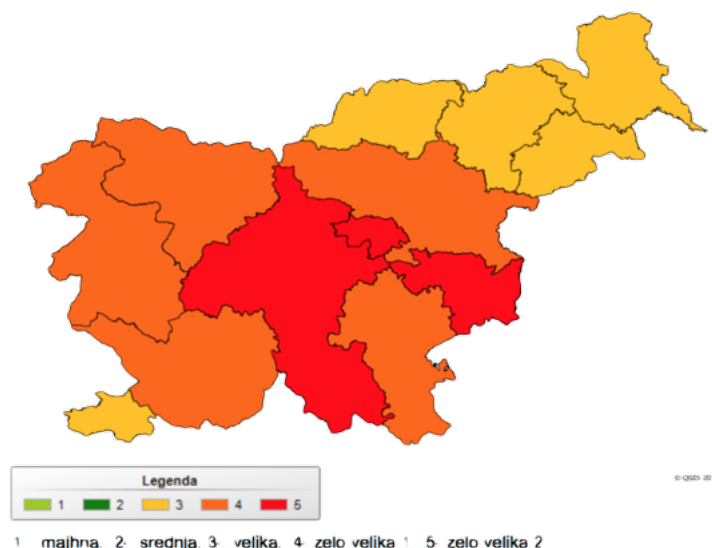 ©-QGIS 20
Legenda
1 2 3 4 5
1 majhna, 2- srednja, 3- velika, 4- zelo velika 1, 5- zelo velika 2